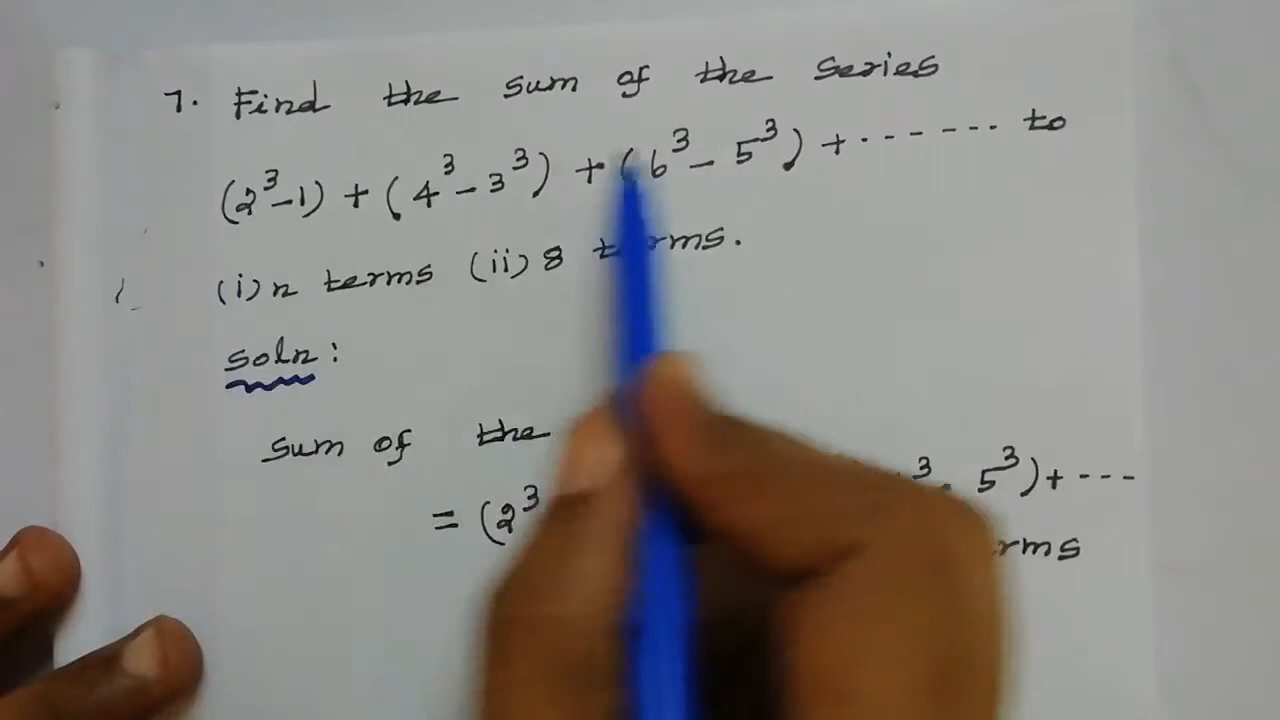 7. Find the sum of the series
(2³-1) + (4³-3³) + (6³-5³) + ------- to
(i) n terms (ii) 8 terms.
soln:
sum of the
= (2³ 5³) + ---